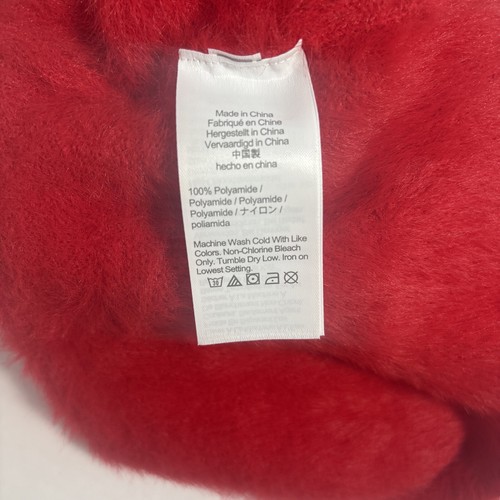 Made in China
Fabriqué en Chine
Hergestellt in China
Vervaardigd in China
中国製
hecho en china
100% Polyamide /
Polyamide / Polyamide /
Polyamide / ナイロン /
poliamida
Machine Wash Cold With Like
Colors. Non-Chlorine Bleach
Only. Tumble Dry Low. Iron on
Lowest Setting.
30